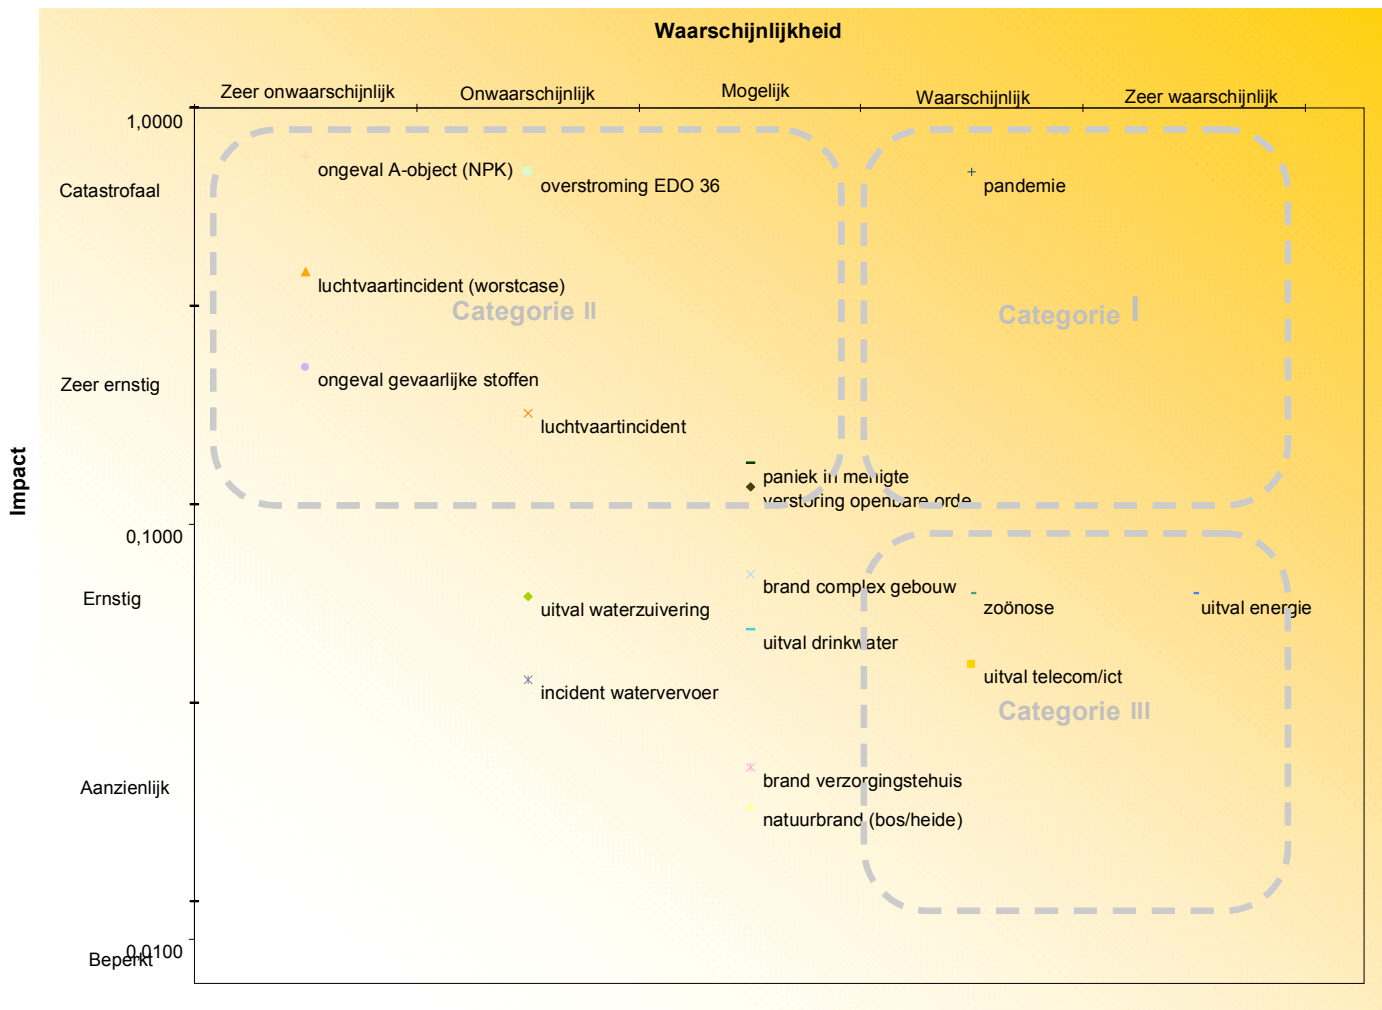 Waarschijnlijkheid
Zeer onwaarschijnlijk
Onwaarschijnlijk
Mogelijk
Waarschijnlijk
Zeer waarschijnlijk
1,0000
ongeval A-object (NPK)
overstroming EDO 36
pandemie
Catastrofaal
luchtvaartincident (worstcase)
Categorie II
Categorie I
Zeer ernstig
ongeval gevaarlijke stoffen
luchtvaartincident
Impact
paniek in menigte
verstoring openbare orde
0,1000
brand complex gebouw
Ernstig
uitval waterzuivering
zoönose
uitval energie
uitval drinkwater
uitval telecom/ict
incident watervervoer
Categorie III
Aanzienlijk
brand verzorgingstehuis
natuurbrand (bos/heide)
0,0100
Beperkt